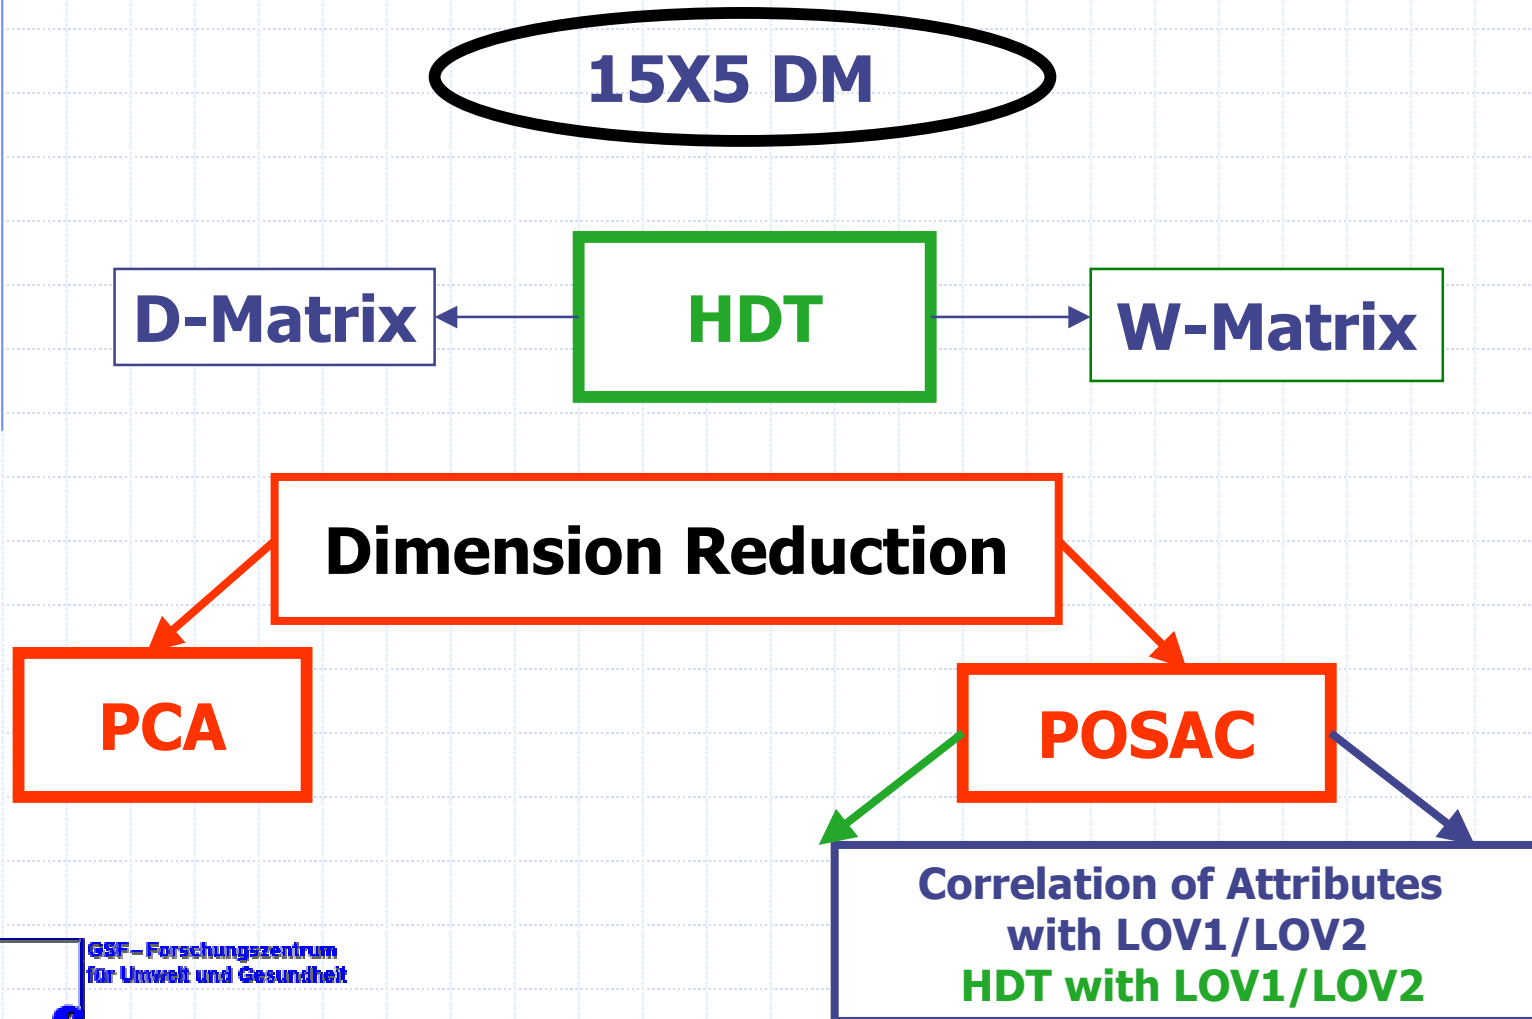 15X5 DM
D-Matrix
HDT
W-Matrix
Dimension Reduction
PCA
POSAC
Correlation of Attributes
with LOV1/LOV2
HDT with LOV1/LOV2
GSF – Forschungszentrum
für Umwelt und Gesundheit